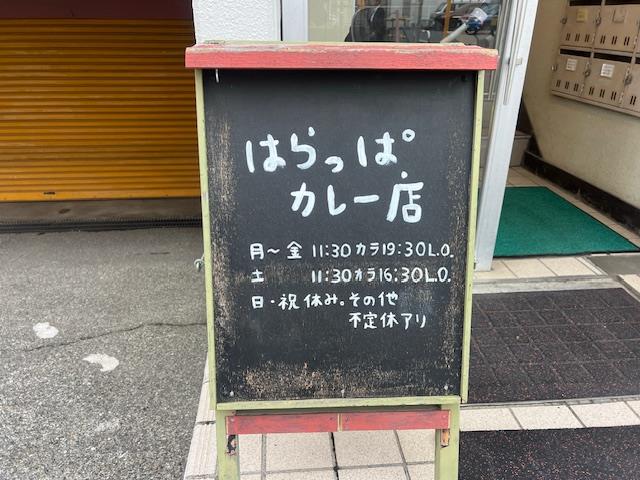 はらっぱ
カレー店
月〜金 11:30カラ19:30L.O.
土 11:30カラ16:30L.O.
日・祝休み。その他
不定休アリ